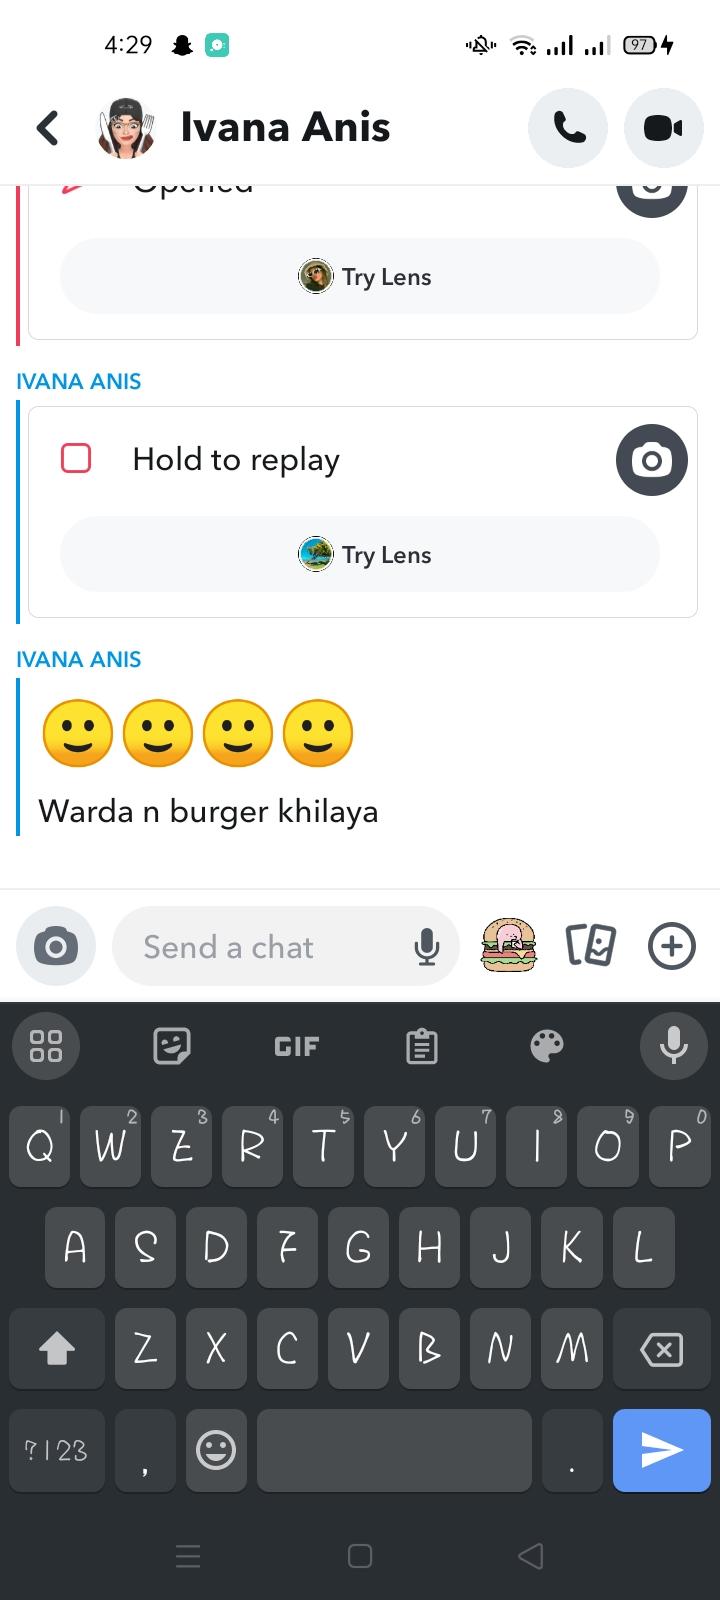 4:29
97
Ivana Anis
Opened
Try Lens
IVANA ANIS
Hold to replay
Try Lens
IVANA ANIS
Warda n burger khilaya
Send a chat
GIF
1 2 3 4 5 6 7 8 9 0
Q W E R T Y U I O P
A S D F G H J K L
Z X C V B N M
?123 , .